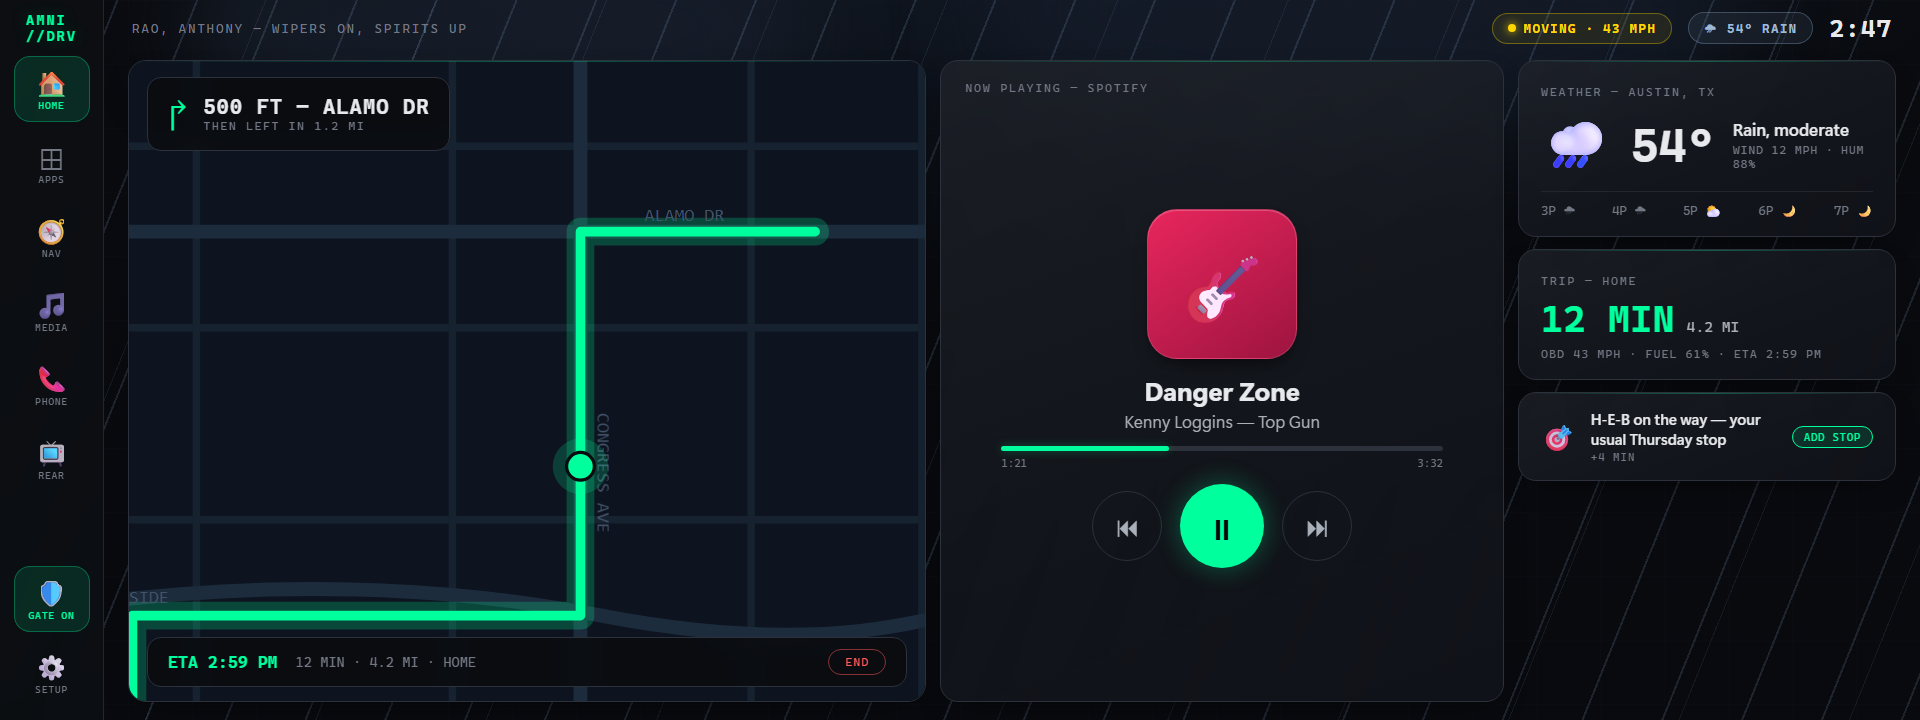 AMNI
//DRV
HOME
APPS
NAV
MEDIA
PHONE
REAR
GATE ON
SETUP
RAO, ANTHONY — WIPERS ON, SPIRITS UP
MOVING · 43 MPH
54° RAIN
2:47
500 FT — ALAMO DR
THEN LEFT IN 1.2 MI
ALAMO DR
CONGRESS AVE
SIDE
ETA 2:59 PM
12 MIN · 4.2 MI · HOME
END
NOW PLAYING — SPOTIFY
Danger Zone
Kenny Loggins — Top Gun
1:21
3:32
WEATHER — AUSTIN, TX
54°
Rain, moderate
WIND 12 MPH · HUM
88%
3P
4P
5P
6P
7P
TRIP — HOME
12 MIN 4.2 MI
OBD 43 MPH · FUEL 61% · ETA 2:59 PM
H-E-B on the way — your
usual Thursday stop
+4 MIN
ADD STOP